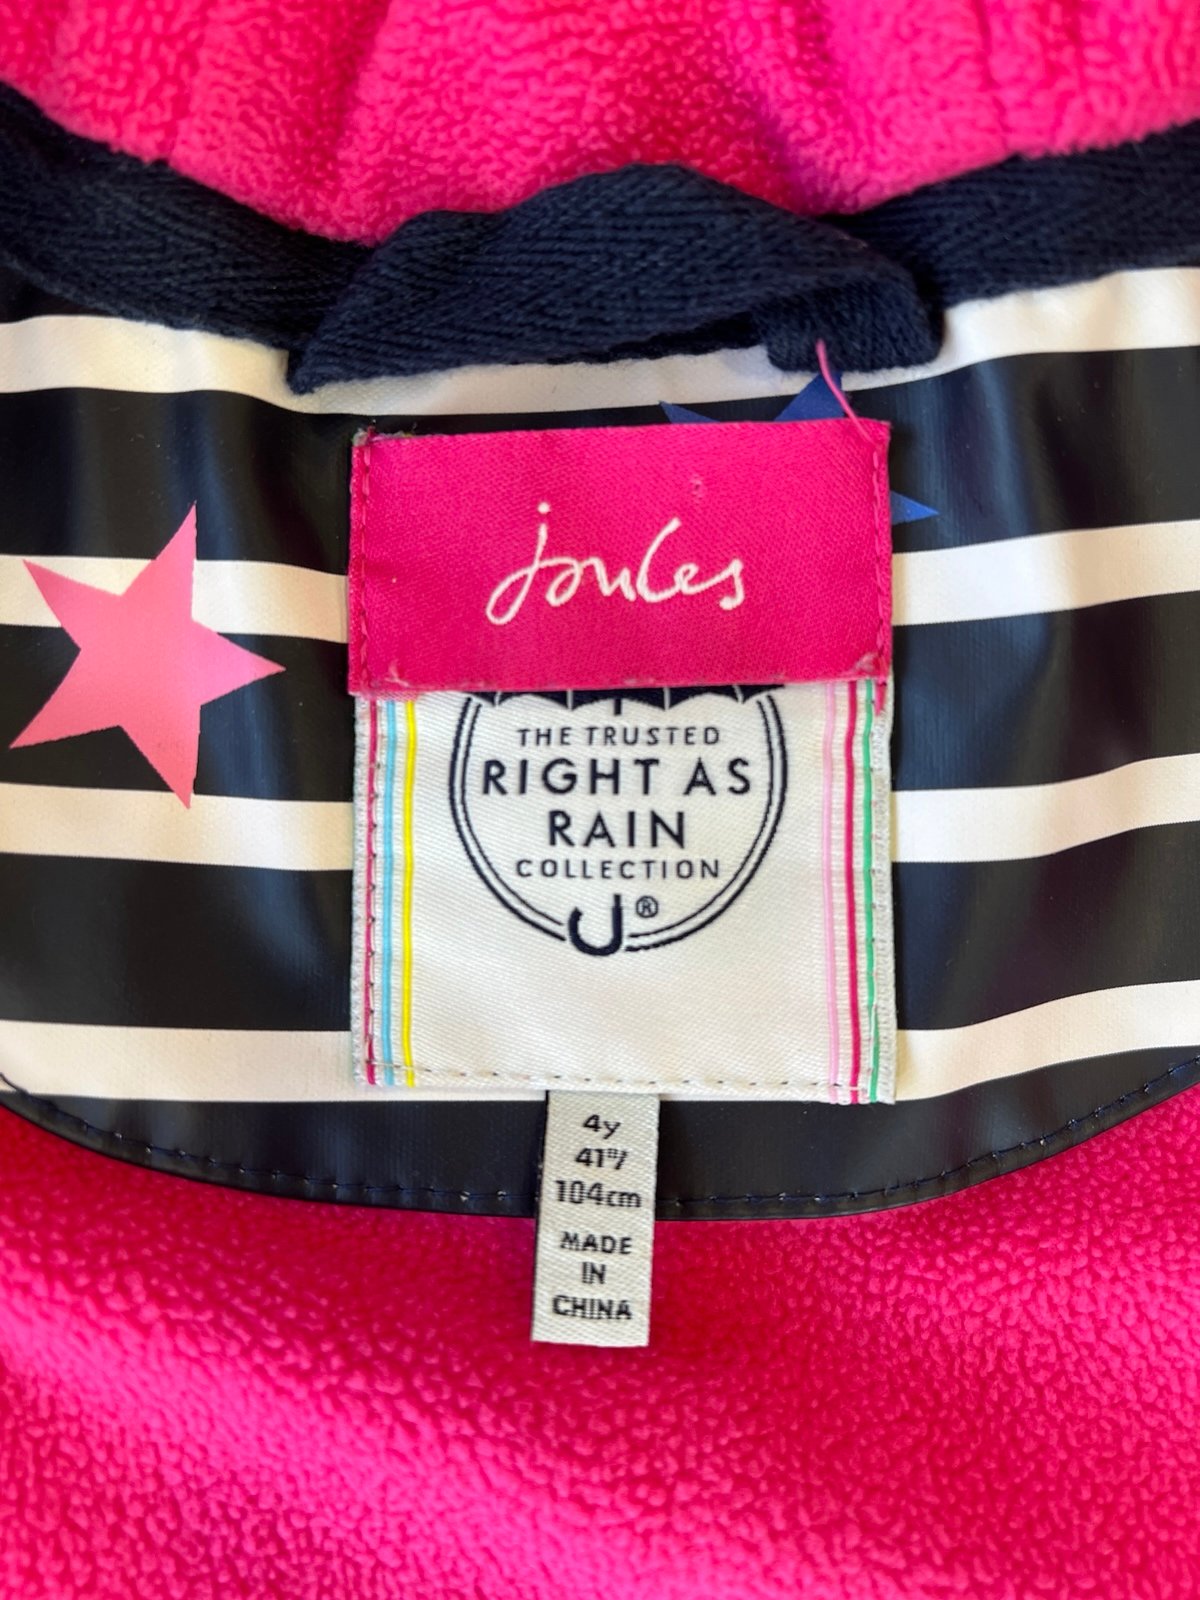 joules
THE TRUSTED
RIGHT AS
RAIN
COLLECTION
®
4y
41"/
104cm
MADE
IN
CHINA